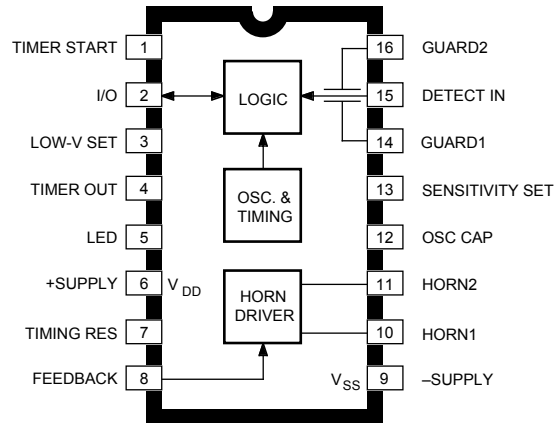 TIMER START 1 16 GUARD2
I/O 2 LOGIC 15 DETECT IN
LOW-V SET 3 14 GUARD1
TIMER OUT 4 OSC. & TIMING 13 SENSITIVITY SET
LED 5 12 OSC CAP
+SUPPLY 6 VDD HORN DRIVER 11 HORN2
TIMING RES 7 10 HORN1
FEEDBACK 8 VSS 9 –SUPPLY